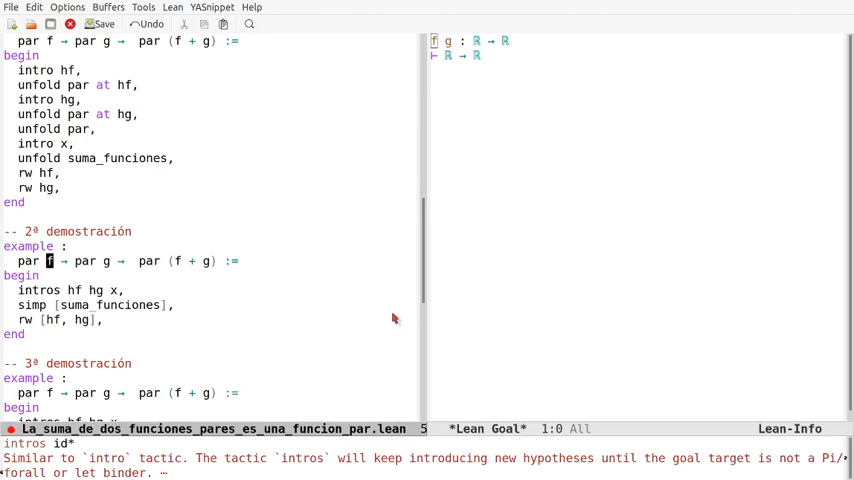 File Edit Options Buffers Tools Lean YASnippet Help
Save Undo
par f → par g → par (f + g) :=
begin
intro hf,
unfold par at hf,
intro hg,
unfold par at hg,
unfold par,
intro x,
unfold suma_funciones,
rw hf,
rw hg,
end
-- 2ª demostración
example :
par f → par g → par (f + g) :=
begin
intros hf hg x,
simp [suma_funciones],
rw [hf, hg],
end
-- 3ª demostración
example :
par f → par g → par (f + g) :=
begin
intros hf hg x
La_suma_de_dos_funciones_pares_es_una_funcion_par.lean 5
f g : ℝ → ℝ
⊢ ℝ → ℝ
*Lean Goal* 1:0 All Lean-Info
intros id*
Similar to `intro` tactic. The tactic `intros` will keep introducing new hypotheses until the goal target is not a Pi/
forall or let binder. ⋯